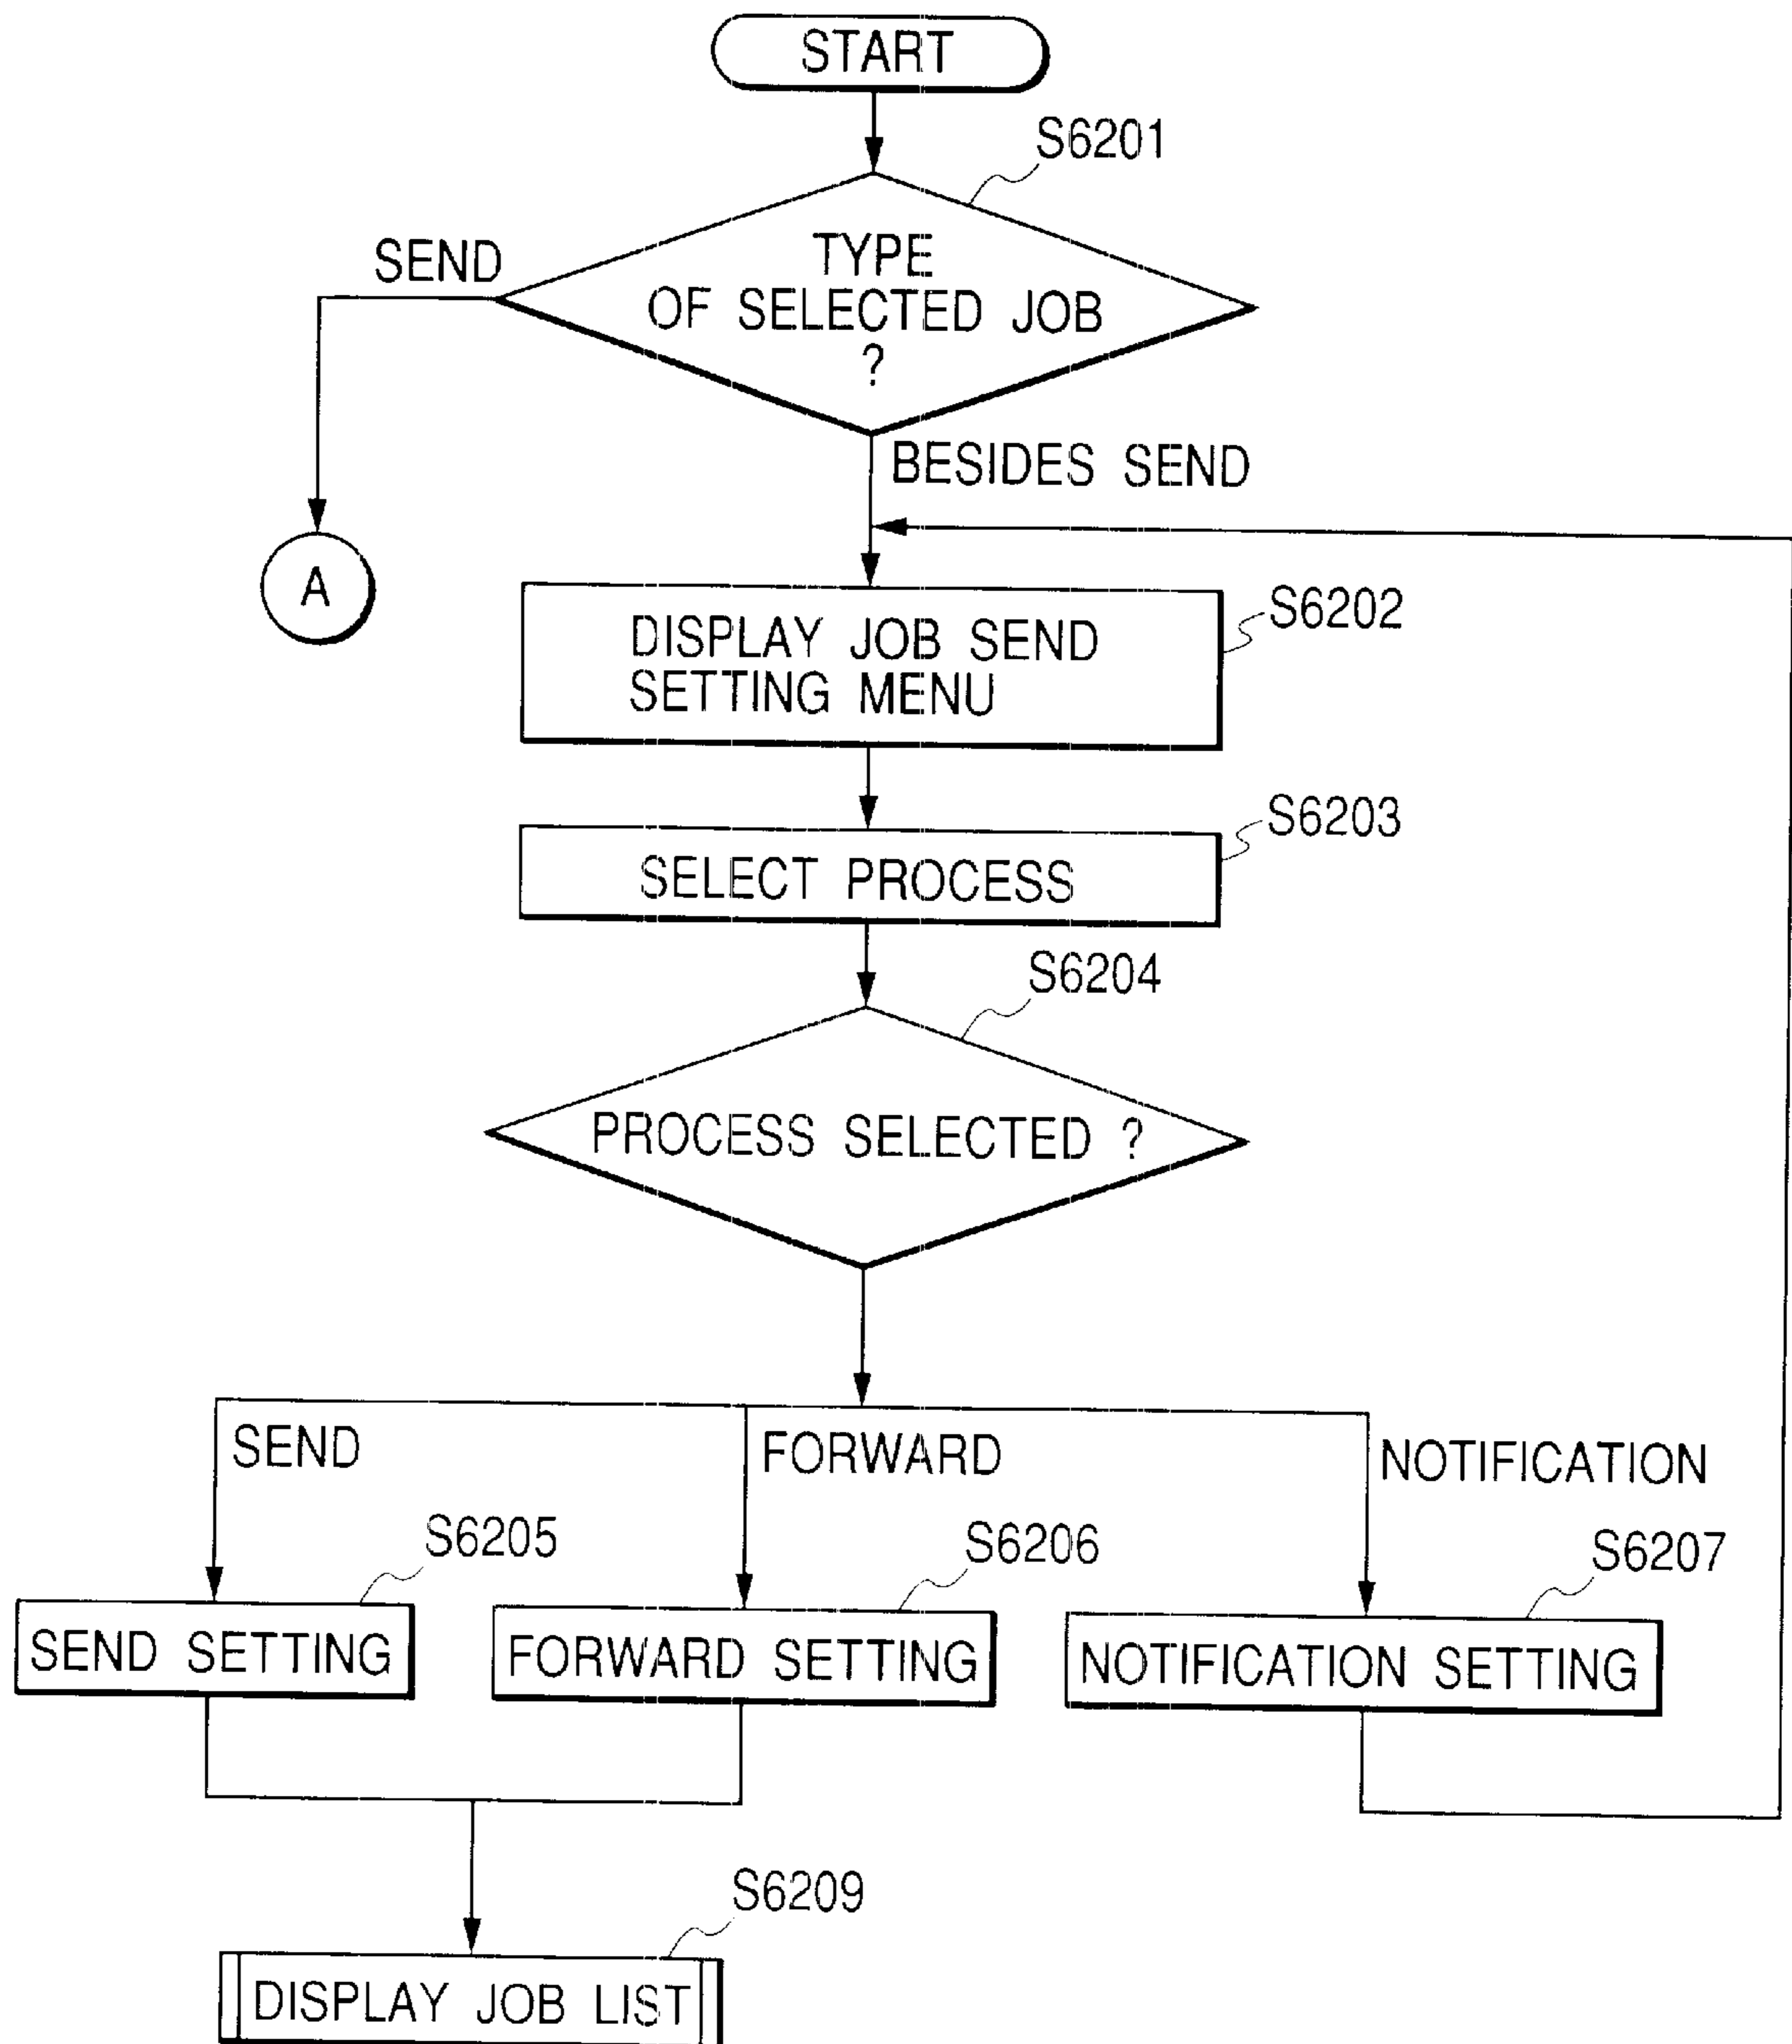 START
S6201
SEND
TYPE
OF SELECTED JOB
?
BESIDES SEND
A
S6202
DISPLAY JOB SEND
SETTING MENU
S6203
SELECT PROCESS
S6204
PROCESS SELECTED ?
SEND
FORWARD
NOTIFICATION
S6205
S6206
S6207
SEND SETTING
FORWARD SETTING
NOTIFICATION SETTING
S6209
DISPLAY JOB LIST